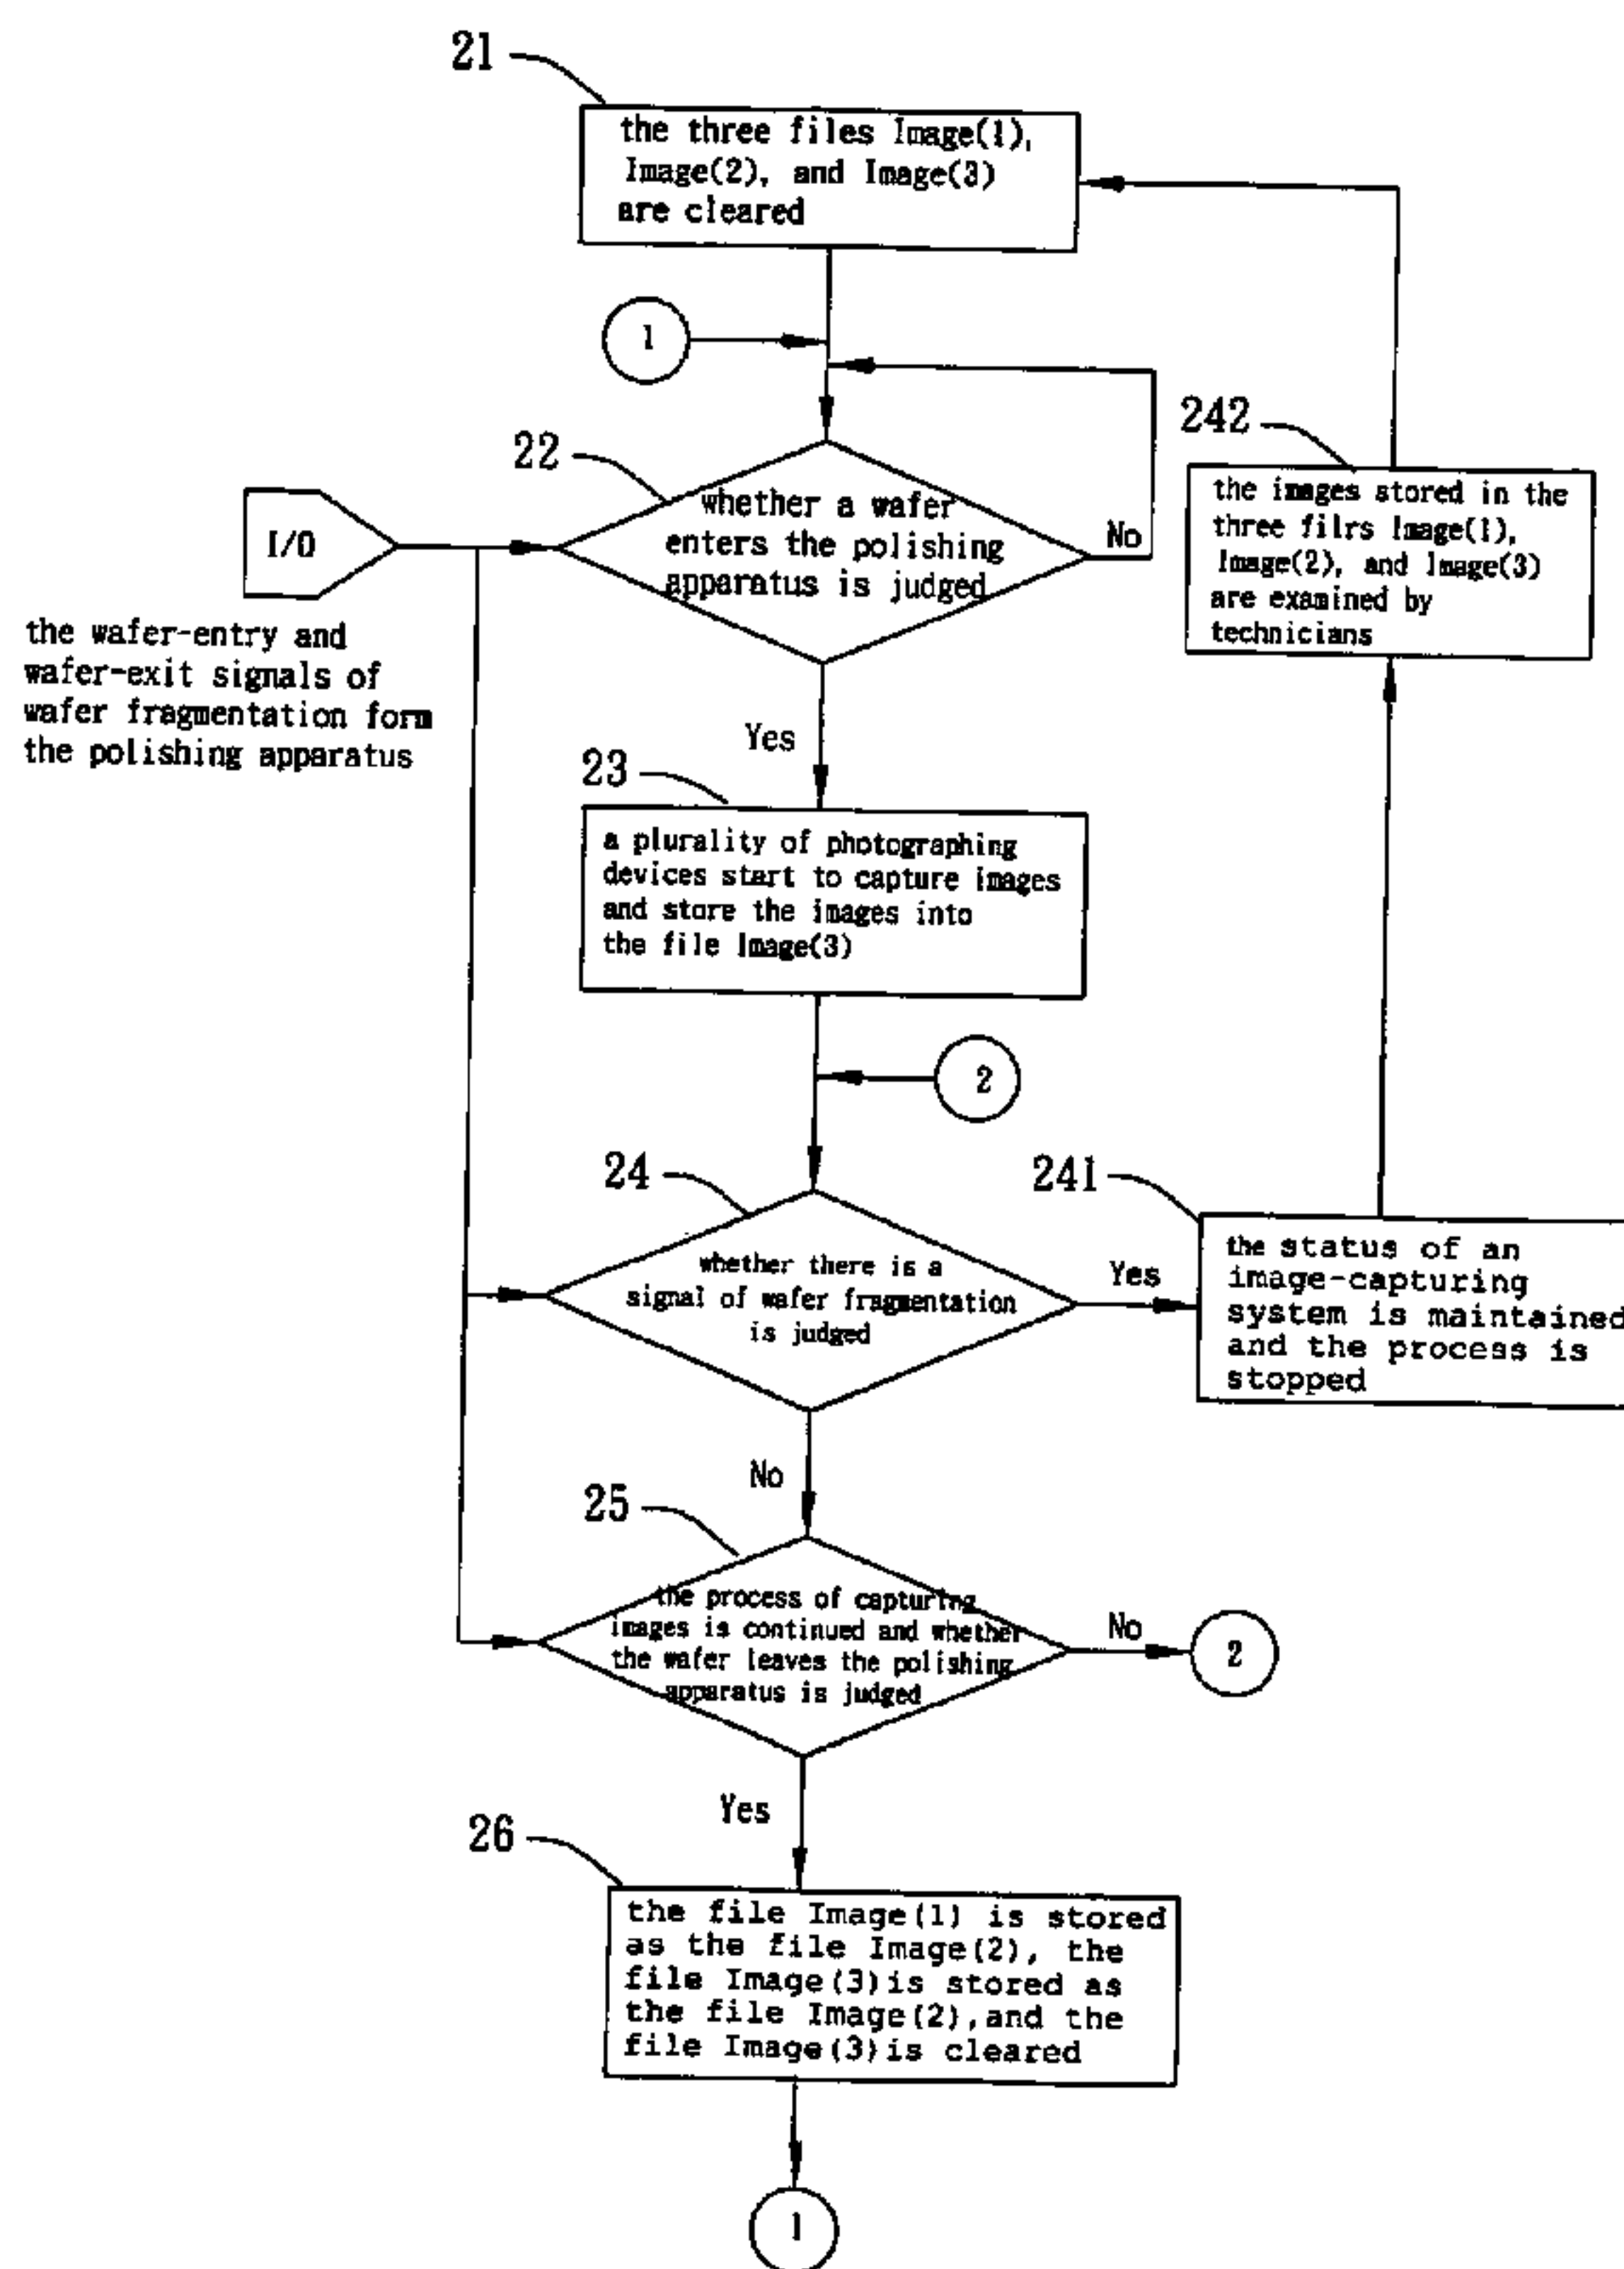 21
the three files Image(1),
Image(2), and Image(3)
are cleared
1
22
whether a wafer
enters the polishing
apparatus is judged
No
I/O
the wafer-entry and
wafer-exit signals of
wafer fragmentation form
the polishing apparatus
242
the images stored in the
three filrs Image(1),
Image(2), and Image(3)
are examined by
technicians
Yes
23
a plurality of photographing
devices start to capture images
and store the images into
the file Image(3)
2
24
whether there is a
signal of wafer fragmentation
is judged
Yes
241
the status of an
image-capturing
system is maintained
and the process is
stopped
No
25
the process of capturing
images is continued and whether
the wafer leaves the polishing
apparatus is judged
No
2
Yes
26
the file Image(1) is stored
as the file Image(2), the
file Image(3)is stored as
the file Image(2),and the
file Image(3)is cleared
1